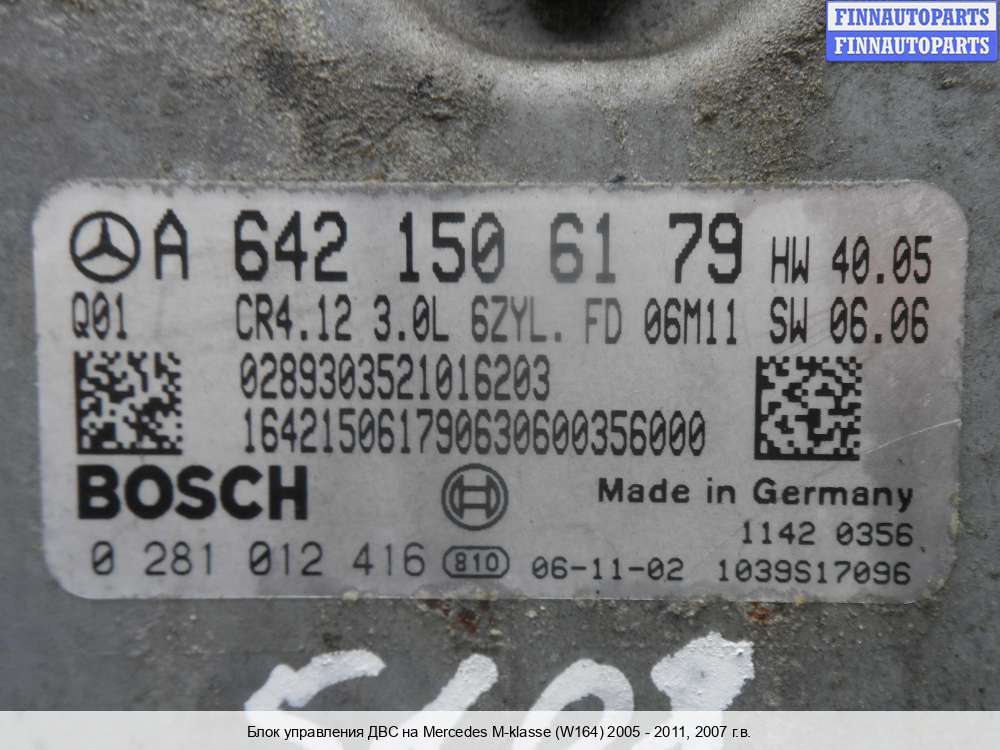 FINNAUTOPARTS
FINNAUTOPARTS
A 642 150 61 79 HW 40.05
Q01 CR4.12 3.0L 6ZYL. FD 06M11 SW 06.06
0289303521016203
164215061790630600356000
BOSCH Made in Germany
1142 0356
0 281 012 416 810 06-11-02 1039S17096
Блок управления ДВС на Mercedes M-klasse (W164) 2005 - 2011, 2007 г.в.